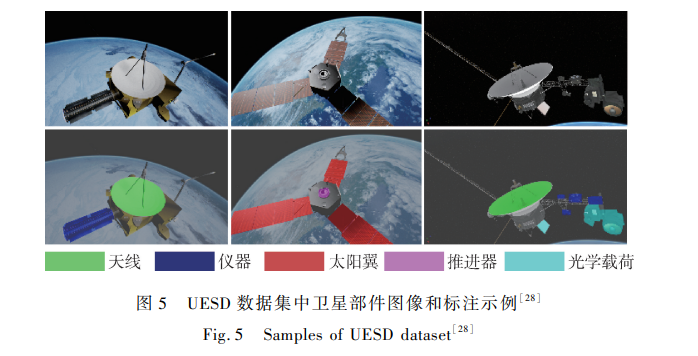 天线 仪器 太阳翼 推进器 光学载荷
图 5 UESD 数据集中卫星部件图像和标注示例[28]
Fig. 5 Samples of UESD dataset[28]